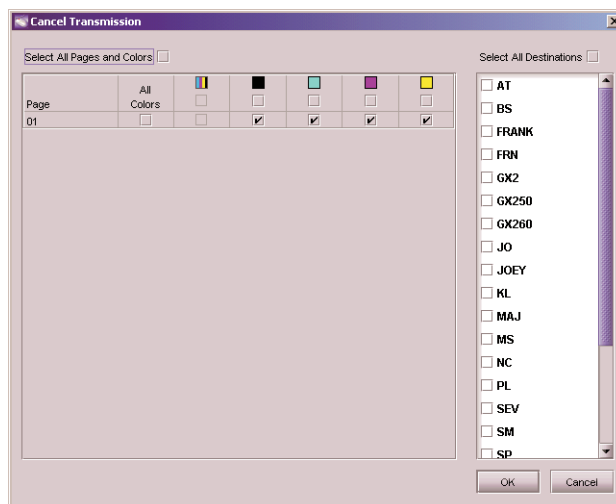 Cancel Transmission
Select All Pages and Colors
Select All Destinations
Page
All
Colors
01
AT
BS
FRANK
FRN
GX2
GX250
GX260
JO
JOEY
KL
MAJ
MS
NC
PL
SEV
SM
SP
OK
Cancel